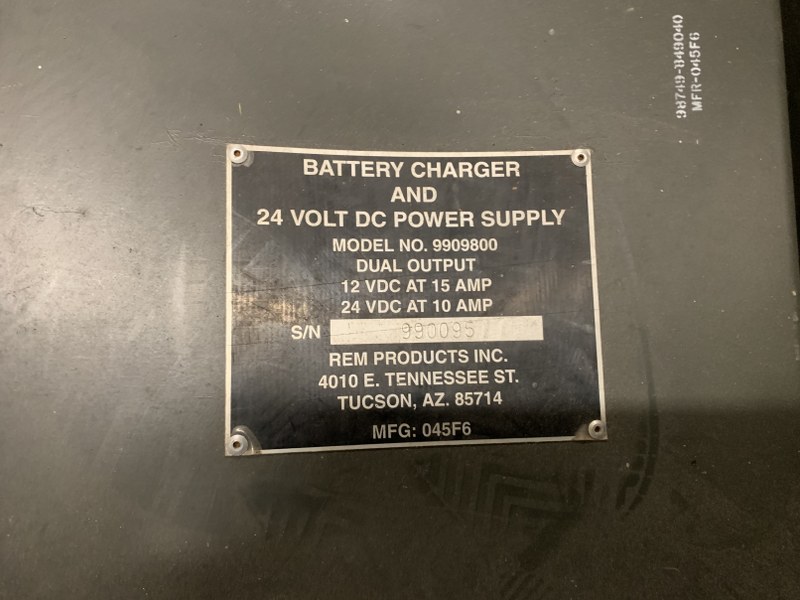 98749-849040
MFR-045F6
BATTERY CHARGER
AND
24 VOLT DC POWER SUPPLY
MODEL NO. 9909800
DUAL OUTPUT
12 VDC AT 15 AMP
24 VDC AT 10 AMP
S/N 990095
REM PRODUCTS INC.
4010 E. TENNESSEE ST.
TUCSON, AZ. 85714
MFG: 045F6